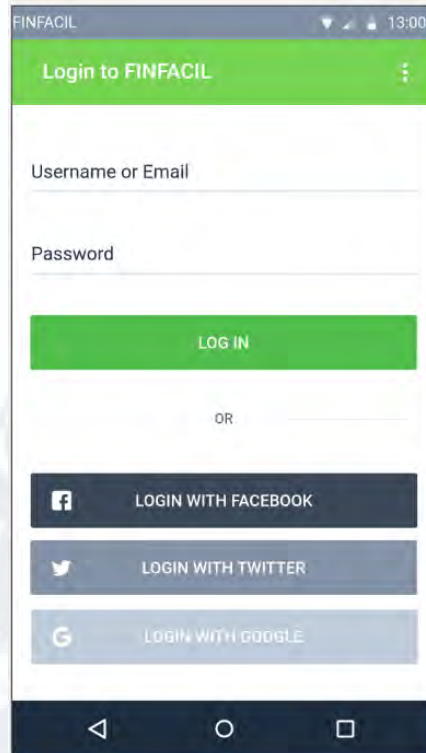 FINFACIL 13:00
Login to FINFACIL
Username or Email
Password
LOG IN
OR
LOGIN WITH FACEBOOK
LOGIN WITH TWITTER
LOGIN WITH GOOGLE